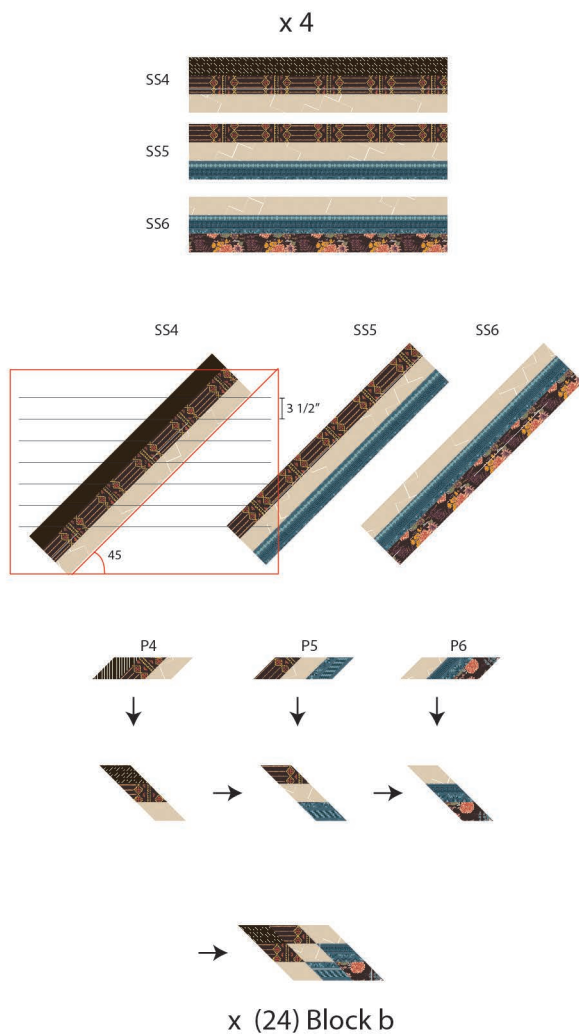 x 4
SS4
SS5
SS6
SS4 SS5 SS6
3 1/2"
45
P4 P5 P6
x (24) Block b